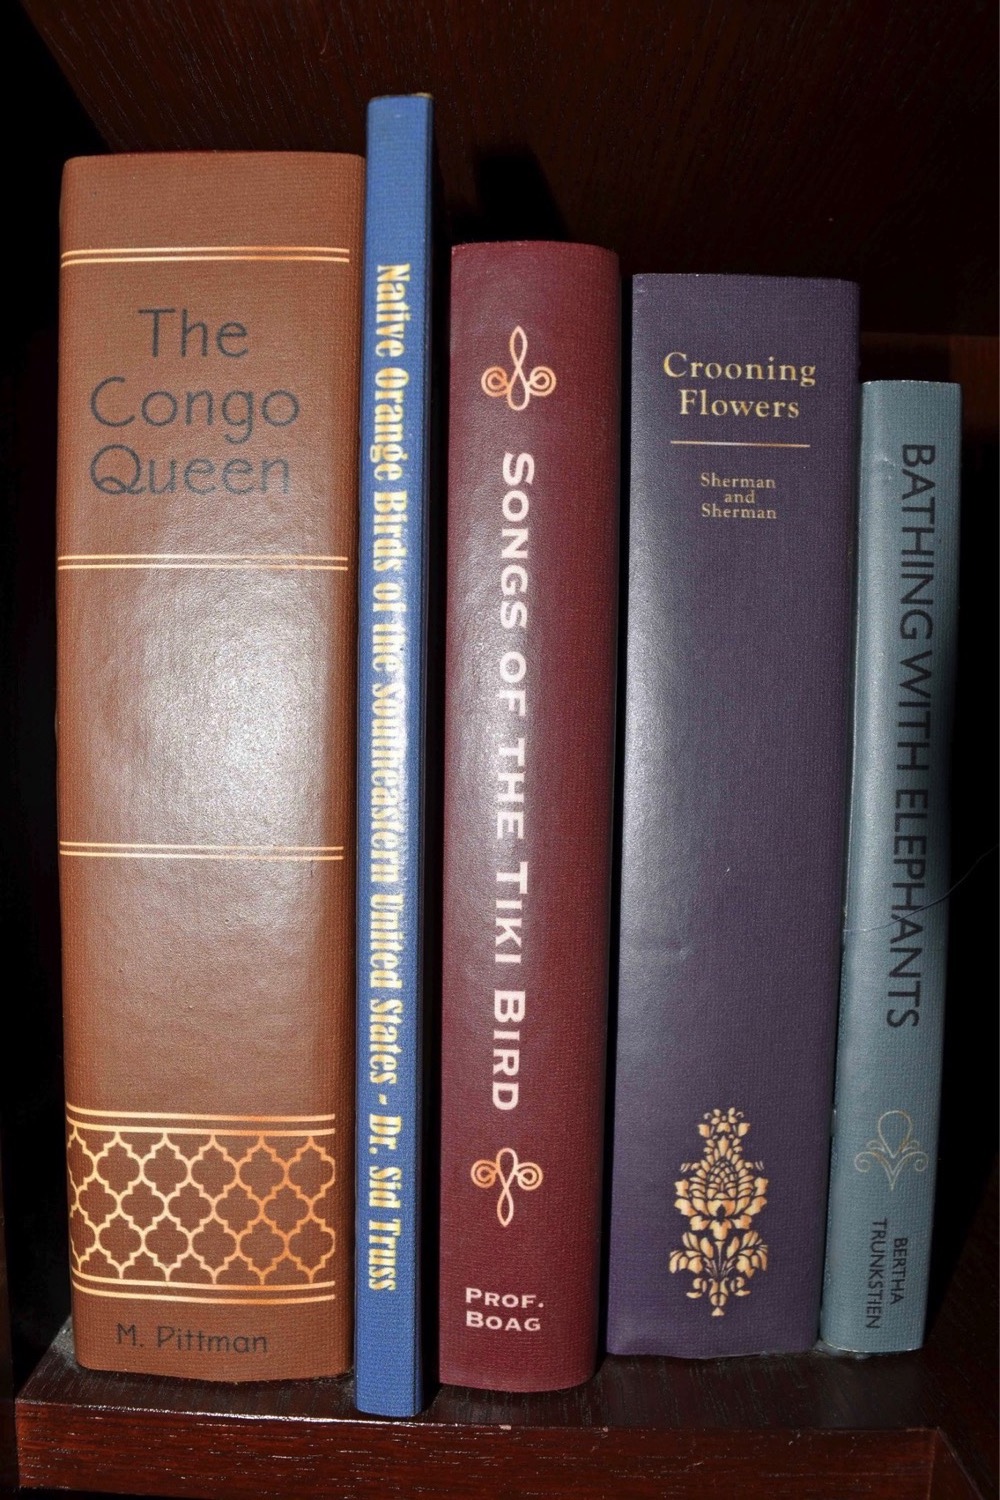 The
Congo
Queen
M. Pittman
Native Orange Birds of the Southeastern United States - Dr. Sid Truss
SONGS OF THE TIKI BIRD
PROF.
BOAG
Crooning
Flowers
Sherman
and
Sherman
BATHING WITH ELEPHANTS
BERTHA
TRUNKSTIEN